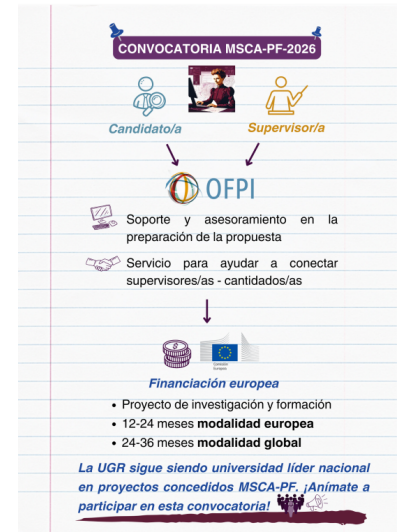 CONVOCATORIA MSCA-PF-2026
Candidato/a
Supervisor/a
OFPI
Soporte y asesoramiento en la
preparación de la propuesta
Servicio para ayudar a conectar
supervisores/as - cantidados/as
Comisión
Europea
Financiación europea
• Proyecto de investigación y formación
• 12-24 meses modalidad europea
• 24-36 meses modalidad global
La UGR sigue siendo universidad líder nacional
en proyectos concedidos MSCA-PF. ¡Anímate a
participar en esta convocatoria!